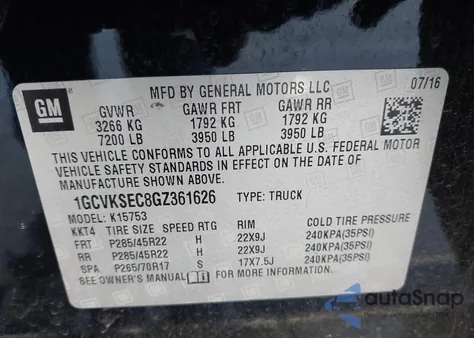 MFD BY GENERAL MOTORS LLC 07/16
GM GVWR GAWR FRT GAWR RR
3266 KG 1792 KG 1792 KG
7200 LB 3950 LB 3950 LB
THIS VEHICLE CONFORMS TO ALL APPLICABLE U.S. FEDERAL MOTOR
VEHICLE SAFETY STANDARDS IN EFFECT ON THE DATE OF
MANUFACTURE SHOWN ABOVE.
1GCVKSEC8GZ361626 TYPE: TRUCK
MODEL: K15753
KKT4 TIRE SIZE SPEED RTG RIM COLD TIRE PRESSURE
FRT P285/45R22 H 22X9J 240KPA(35PSI)
RR P285/45R22 H 22X9J 240KPA(35PSI)
SPA P265/70R17 S 17X7.5J 240KPA(35PSI)
SEE OWNER'S MANUAL FOR MORE INFORMATION.
autoSnap